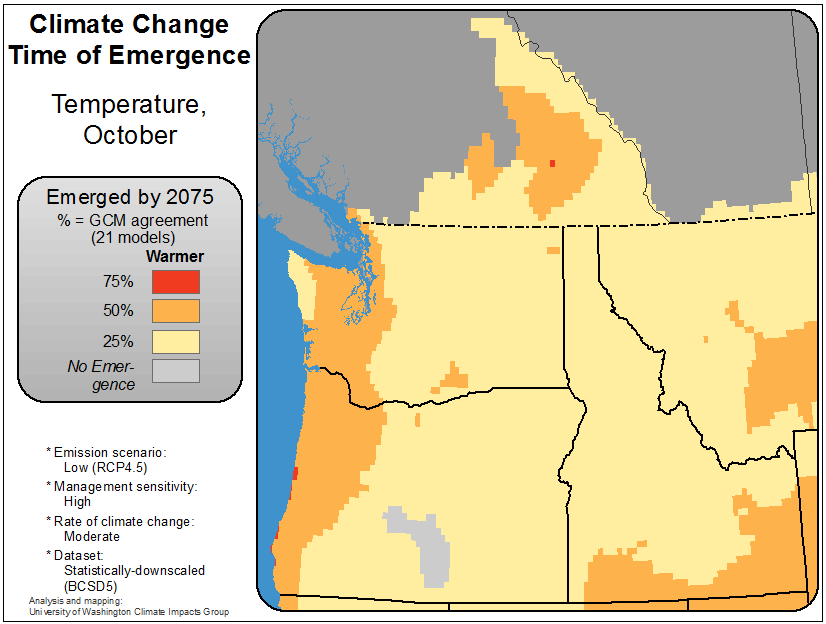 Climate Change
Time of Emergence
Temperature,
October
Emerged by 2075
% = GCM agreement
(21 models)
Warmer
75%
50%
25%
No Emer-
gence
* Emission scenario:
Low (RCP4.5)
* Management sensitivity:
High
* Rate of climate change:
Moderate
* Dataset:
Statistically-downscaled
(BCSD5)
Analysis and mapping:
University of Washington Climate Impacts Group